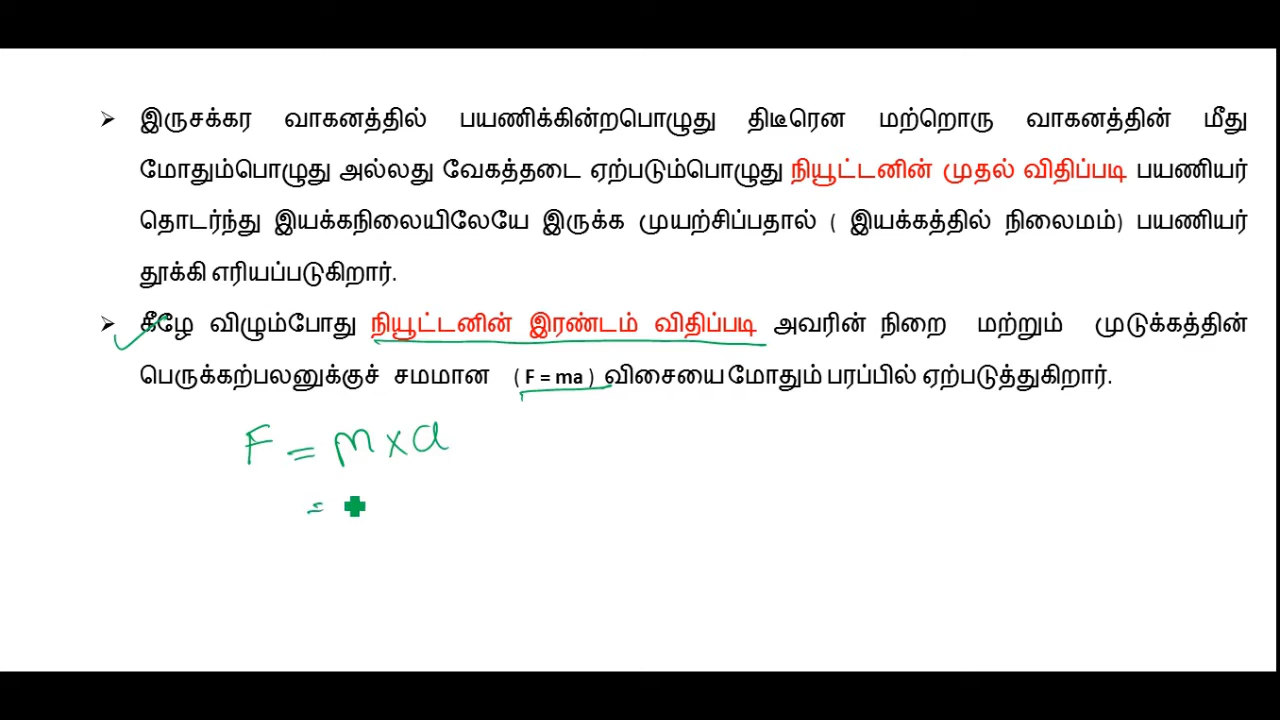 ➢ இருசக்கர வாகனத்தில் பயணிக்கின்றபொழுது திடீரென மற்றொரு வாகனத்தின் மீது
மோதும்பொழுது அல்லது வேகத்தடை ஏற்படும்பொழுது நியூட்டனின் முதல் விதிப்படி பயணியர்
தொடர்ந்து இயக்கநிலையிலேயே இருக்க முயற்சிப்பதால் ( இயக்கத்தில் நிலைமம்) பயணியர்
தூக்கி எரியப்படுகிறார்.
➢ கீழே விழும்போது நியூட்டனின் இரண்டம் விதிப்படி அவரின் நிறை மற்றும் முடுக்கத்தின்
பெருக்கற்பலனுக்குச் சமமான ( F = ma ) விசையை மோதும் பரப்பில் ஏற்படுத்துகிறார்.
F = m x a
=